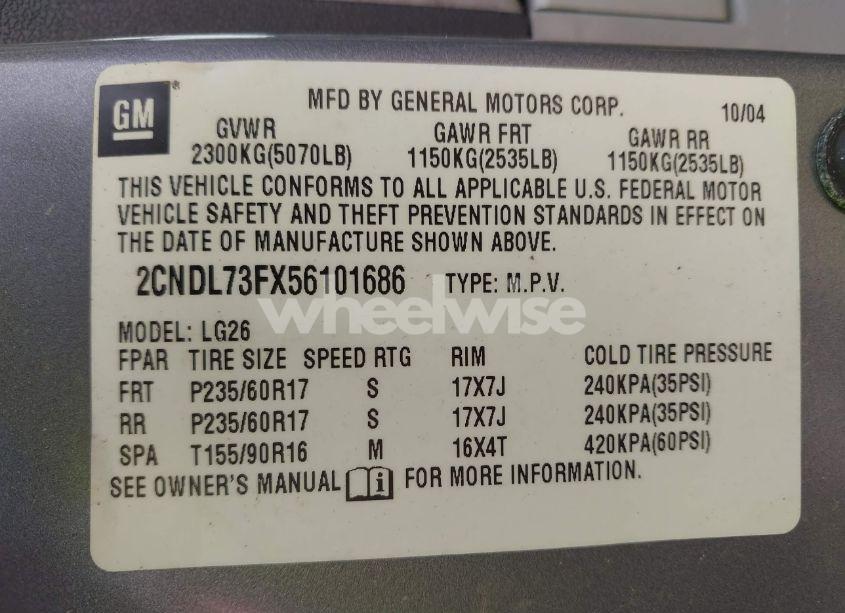 GM®
MFD BY GENERAL MOTORS CORP. 10/04
GVWR GAWR FRT GAWR RR
2300KG(5070LB) 1150KG(2535LB) 1150KG(2535LB)
THIS VEHICLE CONFORMS TO ALL APPLICABLE U.S. FEDERAL MOTOR
VEHICLE SAFETY AND THEFT PREVENTION STANDARDS IN EFFECT ON
THE DATE OF MANUFACTURE SHOWN ABOVE.
2CNDL73FX56101686 TYPE: M.P.V.
wheelwise
MODEL: LG26
FPAR TIRE SIZE SPEED RTG RIM COLD TIRE PRESSURE
FRT P235/60R17 S 17X7J 240KPA(35PSI)
RR P235/60R17 S 17X7J 240KPA(35PSI)
SPA T155/90R16 M 16X4T 420KPA(60PSI)
SEE OWNER'S MANUAL FOR MORE INFORMATION.